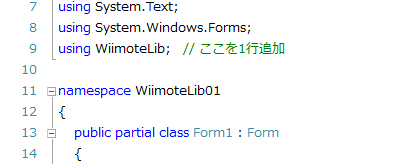 7 using System.Text;
8 using System.Windows.Forms;
9 using WiimoteLib; // ここを1行追加
10
11 namespace WiimoteLib01
12 {
13 public partial class Form1 : Form
14 {